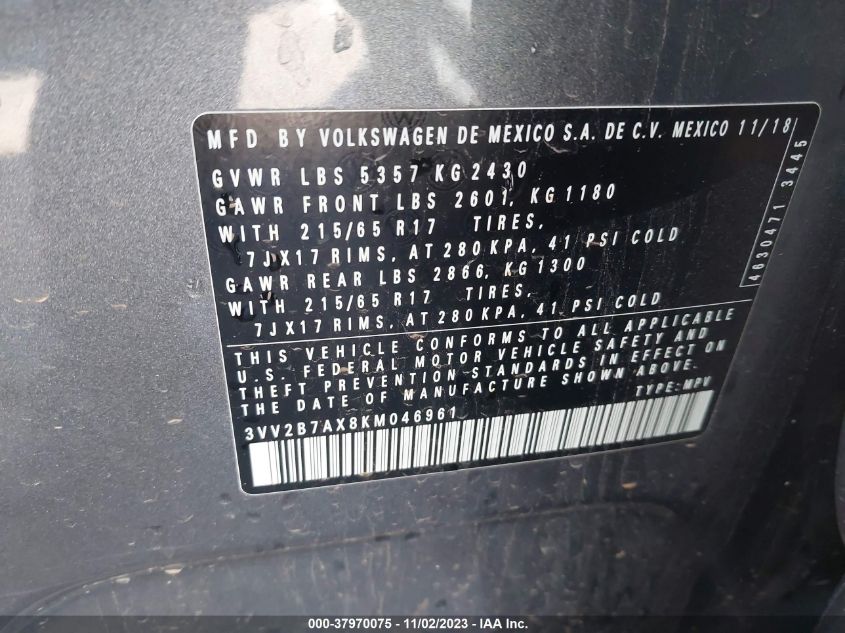 MFD BY VOLKSWAGEN DE MEXICO S.A. DE C.V. MEXICO 11/18
GVWR LBS 5357 KG 2430
GAWR FRONT LBS 2601, KG 1180
WITH 215/65 R17 TIRES,
7JX17 RIMS, AT 280 KPA, 41 PSI COLD
GAWR REAR LBS 2866, KG 1300
WITH 215/65 R17 TIRES,
7JX17 RIMS, AT 280 KPA, 41 PSI COLD
4630471 3445
THIS VEHICLE CONFORMS TO ALL APPLICABLE
U.S. FEDERAL MOTOR VEHICLE SAFETY AND
THEFT PREVENTION STANDARDS IN EFFECT ON
THE DATE OF MANUFACTURE SHOWN ABOVE.
TYPE: MPV
3VV2B7AX8KM046961
000-37970075 - 11/02/2023 - IAA Inc.